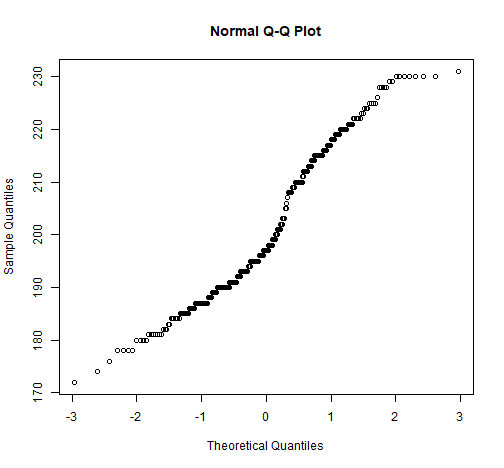 Normal Q-Q Plot
Sample Quantiles
230
220
210
200
190
180
170
-3 -2 -1 0 1 2 3
Theoretical Quantiles